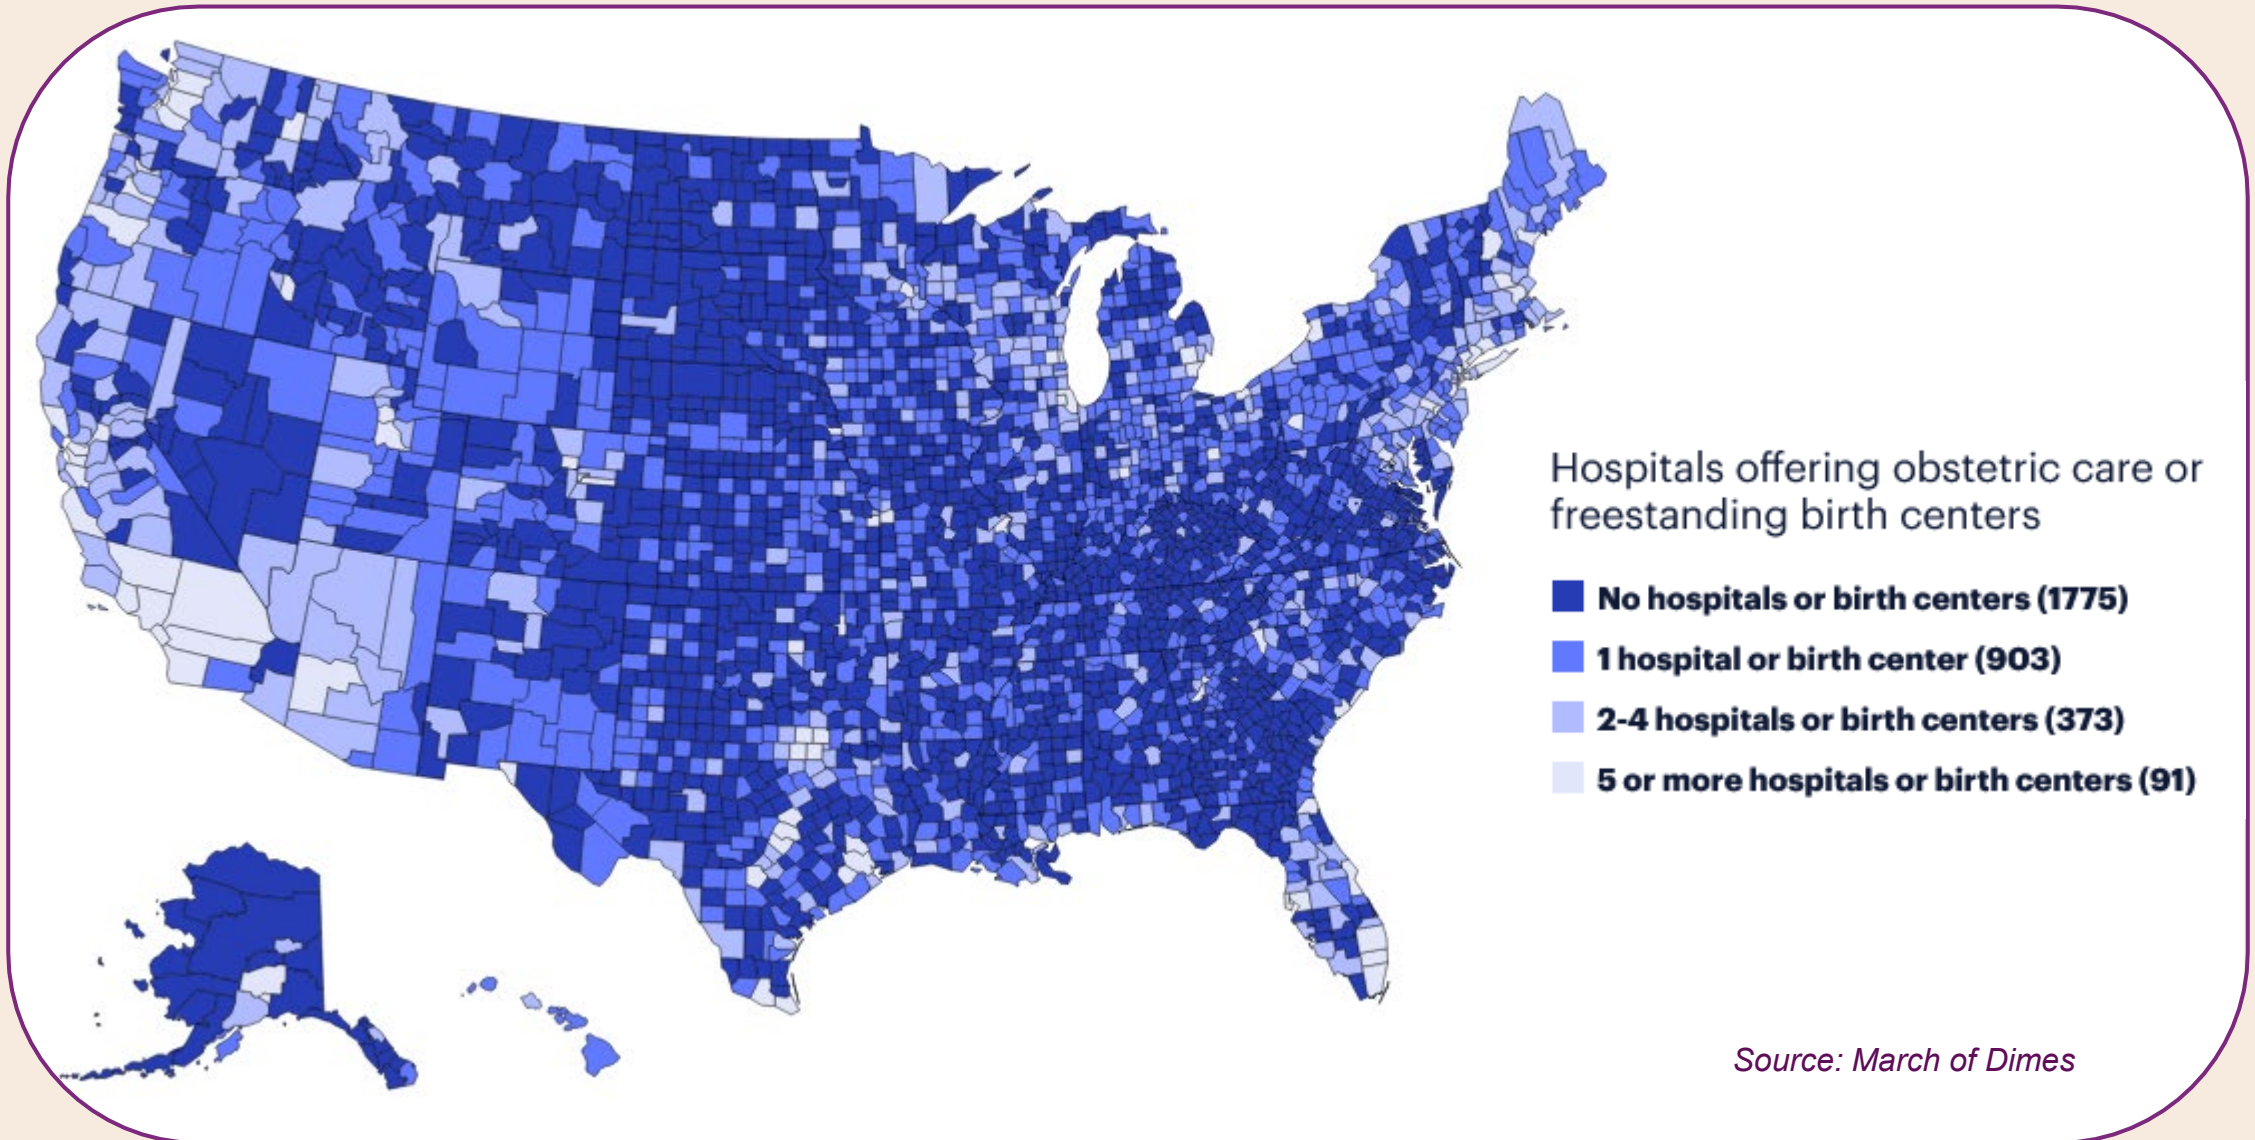 Hospitals offering obstetric care or
freestanding birth centers
No hospitals or birth centers (1775)
1 hospital or birth center (903)
2-4 hospitals or birth centers (373)
5 or more hospitals or birth centers (91)
Source: March of Dimes